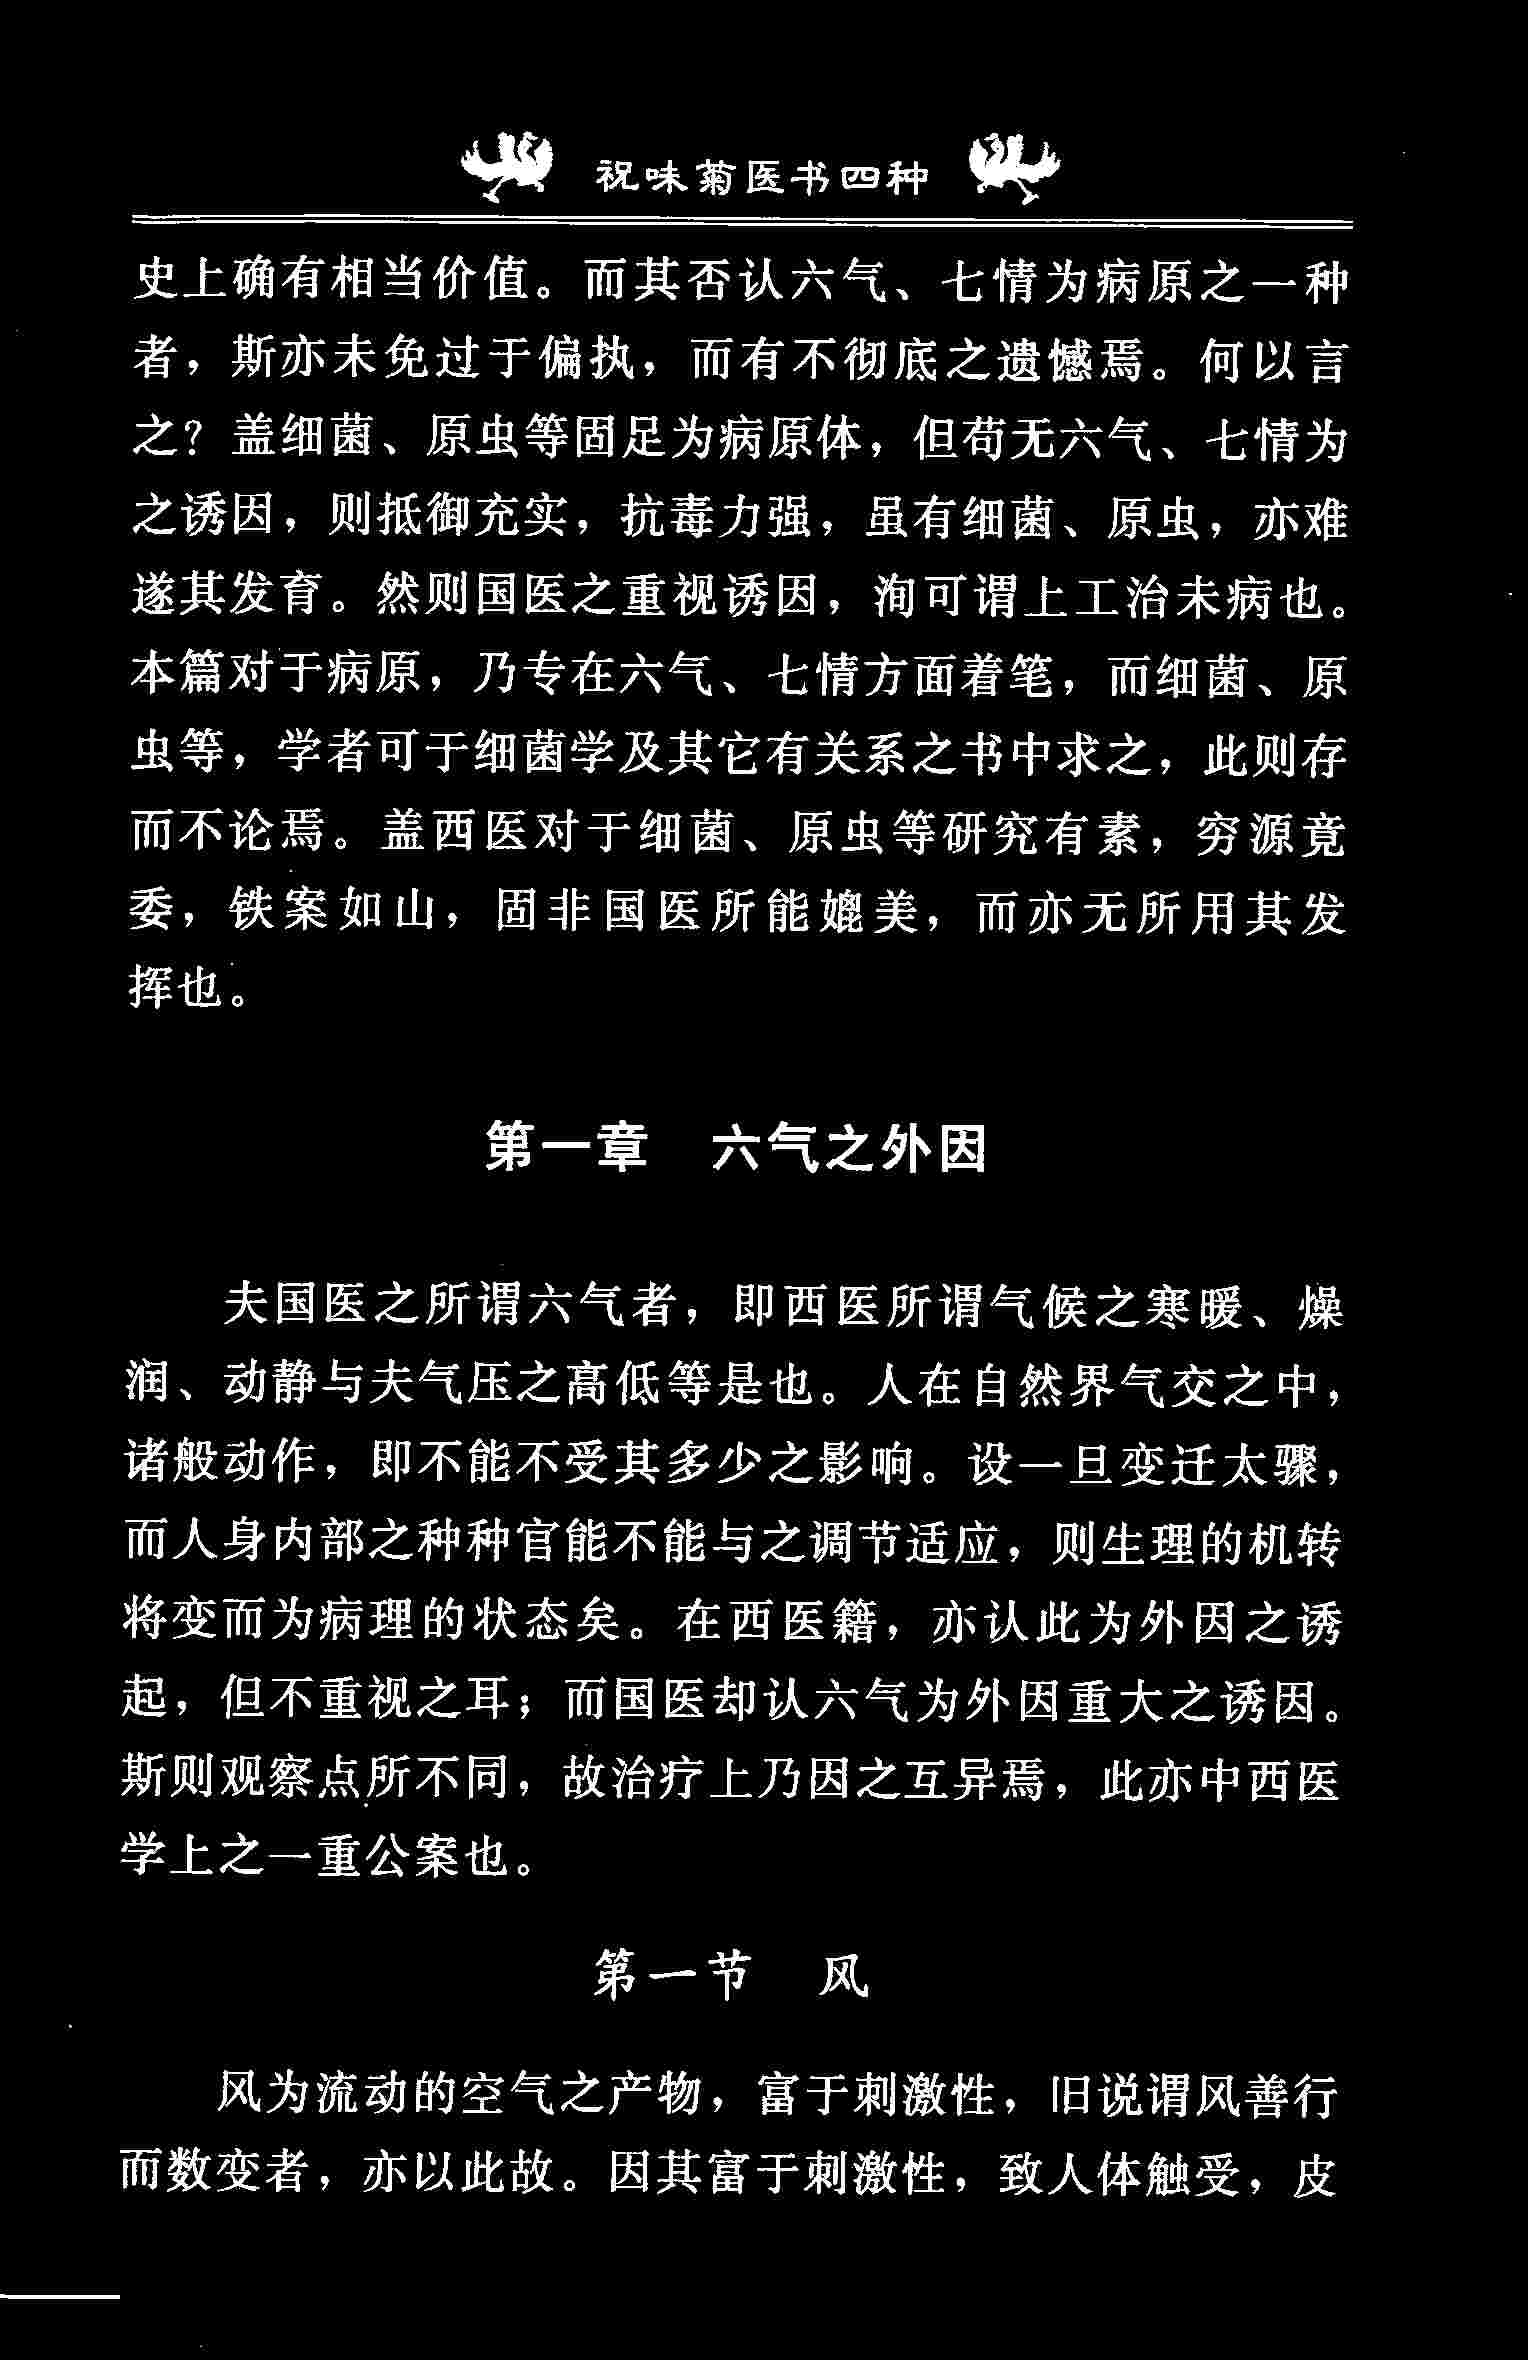 祝味菊医书四种
史上确有相当价值。而其否认六气、七情为病原之一种
者，斯亦未免过于偏执，而有不彻底之遗憾焉。何以言
之？盖细菌、原虫等固足为病原体，但苟无六气、七情为
之诱因，则抵御充实，抗毒力强，虽有细菌、原虫，亦难
遂其发育。然则国医之重视诱因，洵可谓上工治未病也。
本篇对于病原，乃专在六气、七情方面着笔，而细菌、原
虫等，学者可于细菌学及其它有关系之书中求之，此则存
而不论焉。盖西医对于细菌、原虫等研究有素，穷源竟
委，铁案如山，固非国医所能媲美，而亦无所用其发
挥也。
第一章 六气之外因
夫国医之所谓六气者，即西医所谓气候之寒暖、燥
润、动静与夫气压之高低等是也。人在自然界气交之中，
诸般动作，即不能不受其多少之影响。设一旦变迁太骤，
而人身内部之种种官能不能与之调节适应，则生理的机转
将变而为病理的状态矣。在西医籍，亦认此为外因之诱
起，但不重视之耳；而国医却认六气为外因重大之诱因。
斯则观察点所不同，故治疗上乃因之互异焉，此亦中西医
学上之一重公案也。
第一节 风
风为流动的空气之产物，富于刺激性，旧说谓风善行
而数变者，亦以此故。因其富于刺激性，致人体触受，皮